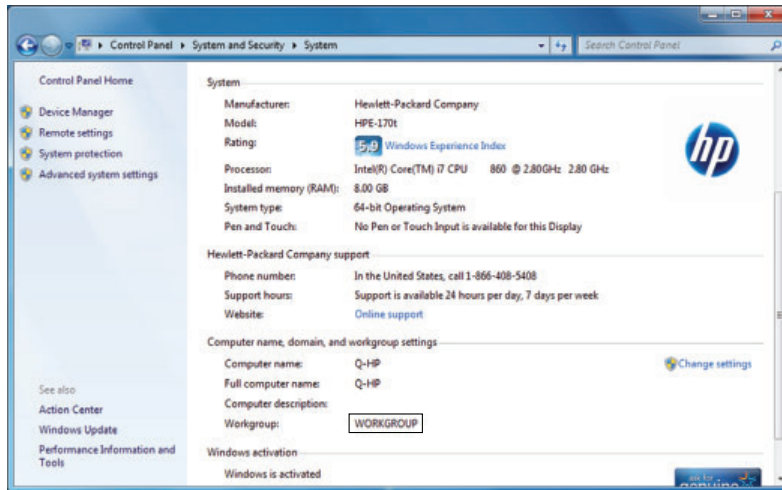 Control Panel ▸ System and Security ▸ System
Search Control Panel
Control Panel Home
Device Manager
Remote settings
System protection
Advanced system settings
See also
Action Center
Windows Update
Performance Information and
Tools
System
Manufacturer: Hewlett-Packard Company
Model: HPE-170t
Rating: 5,9 Windows Experience Index
Processor: Intel(R) Core(TM) i7 CPU 860 @ 2.80GHz 2.80 GHz
Installed memory (RAM): 8.00 GB
System type: 64-bit Operating System
Pen and Touch: No Pen or Touch Input is available for this Display
hp
Hewlett-Packard Company support
Phone number: In the United States, call 1-866-408-5408
Support hours: Support is available 24 hours per day, 7 days per week
Website: Online support
Computer name, domain, and workgroup settings
Computer name: Q-HP
Change settings
Full computer name: Q-HP
Computer description:
Workgroup: WORKGROUP
Windows activation
Windows is activated
ask for
genuine